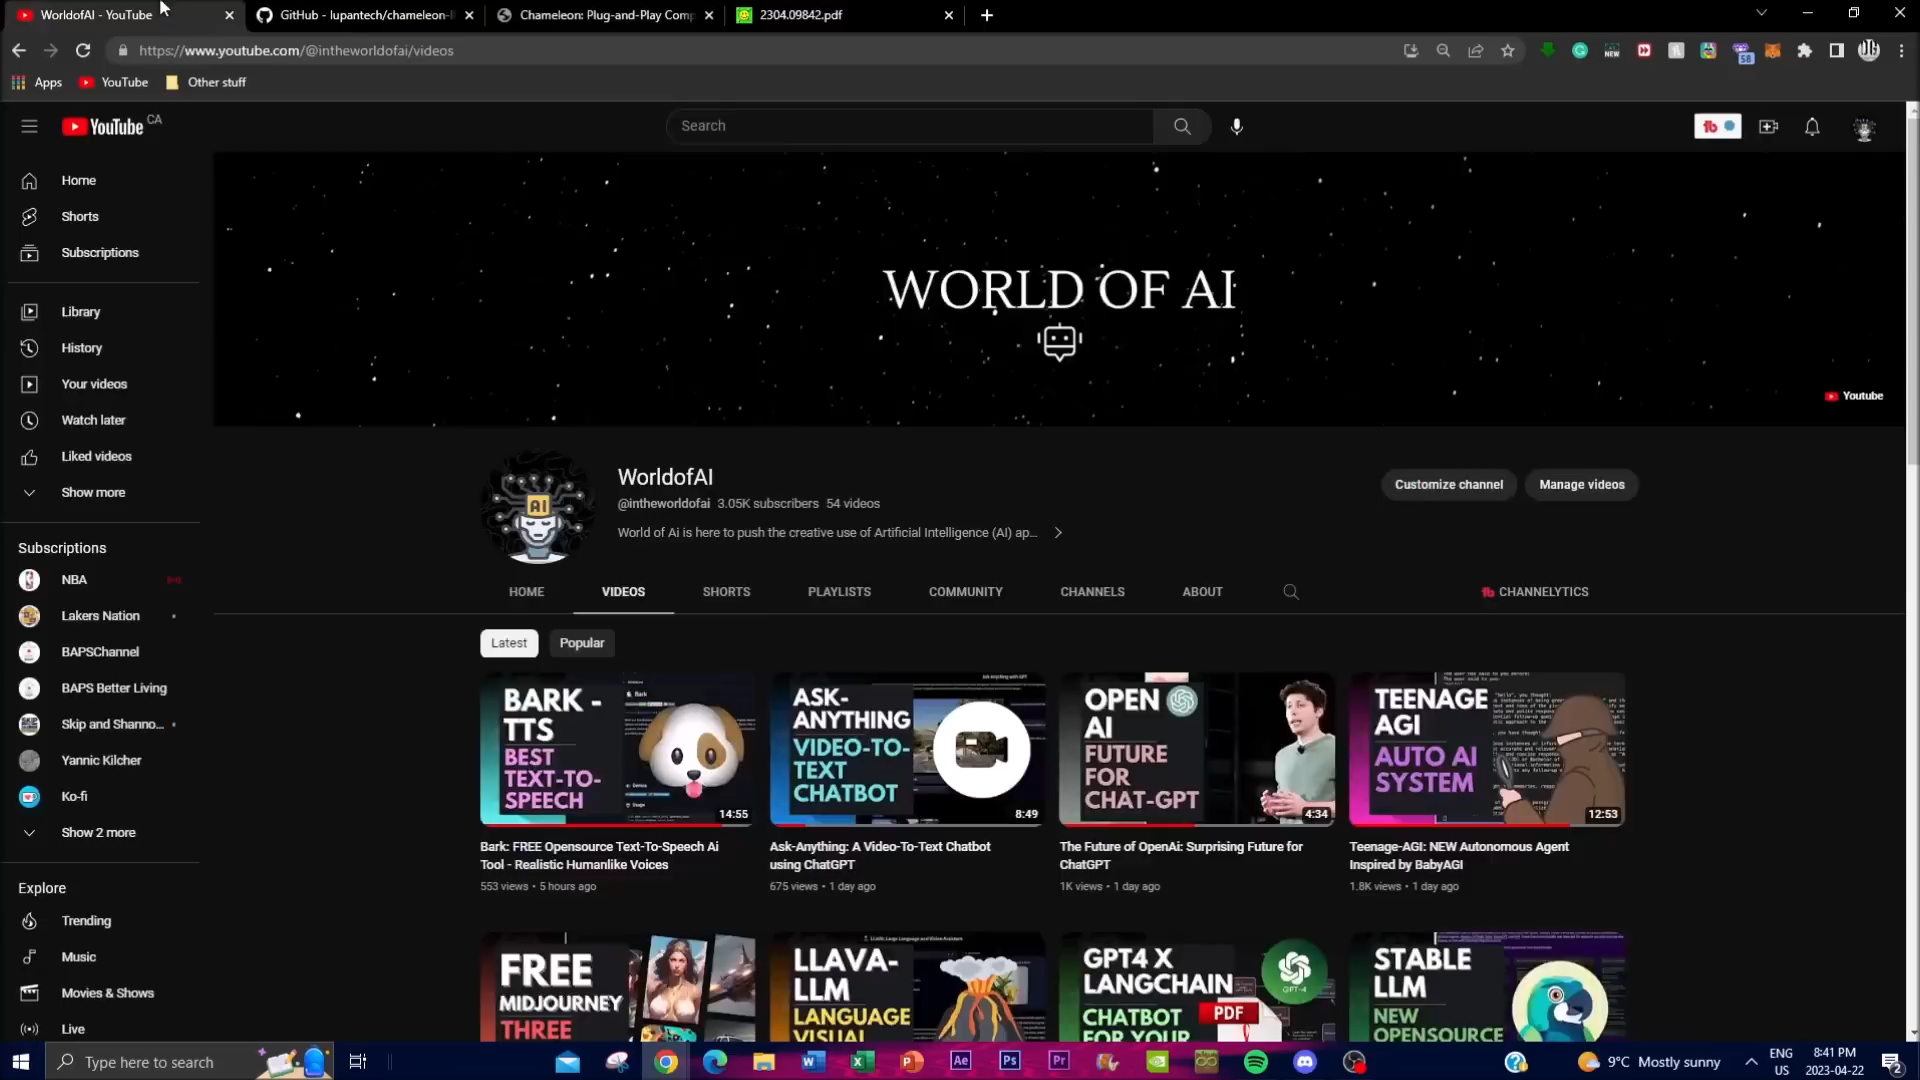 WorldofAI - YouTube
GitHub - lupantech/chameleon-ll
Chameleon: Plug-and-Play Comp
2304.09842.pdf
https://www.youtube.com/@intheworldofai/videos
NEW
58
Apps
YouTube
Other stuff
YouTube CA
Search
Home
Shorts
Subscriptions
Library
History
Your videos
Watch later
Liked videos
Show more
Subscriptions
NBA
Lakers Nation
BAPSChannel
BAPS Better Living
Skip and Shanno...
Yannic Kilcher
Ko-fi
Show 2 more
Explore
Trending
Music
Movies & Shows
Live
WORLD OF AI
Youtube
AI
WorldofAI
@intheworldofai 3.05K subscribers 54 videos
World of Ai is here to push the creative use of Artificial Intelligence (AI) ap...
Customize channel
Manage videos
HOME
VIDEOS
SHORTS
PLAYLISTS
COMMUNITY
CHANNELS
ABOUT
CHANNELYTICS
Latest
Popular
BARK -
TTS
BEST
TEXT-TO-
SPEECH
14:55
Bark: FREE Opensource Text-To-Speech Ai
Tool - Realistic Humanlike Voices
553 views • 5 hours ago
ASK-
ANYTHING
VIDEO-TO-
TEXT
CHATBOT
8:49
Ask-Anything: A Video-To-Text Chatbot
using ChatGPT
675 views • 1 day ago
OPEN
AI
FUTURE
FOR
CHAT-GPT
4:34
The Future of OpenAi: Surprising Future for
ChatGPT
1K views • 1 day ago
TEENAGE
AGI
AUTO AI
SYSTEM
12:53
Teenage-AGI: NEW Autonomous Agent
Inspired by BabyAGI
1.8K views • 1 day ago
FREE
MIDJOURNEY
THREE
LLAVA-
LLM
LANGUAGE
VISUAL
GPT4 X
LANGCHAIN
CHATBOT
FOR YOUR
GPT-4
PDF
STABLE
LLM
NEW
OPENSOURCE
Type here to search
9°C Mostly sunny
ENG
US
8:41 PM
2023-04-22
2